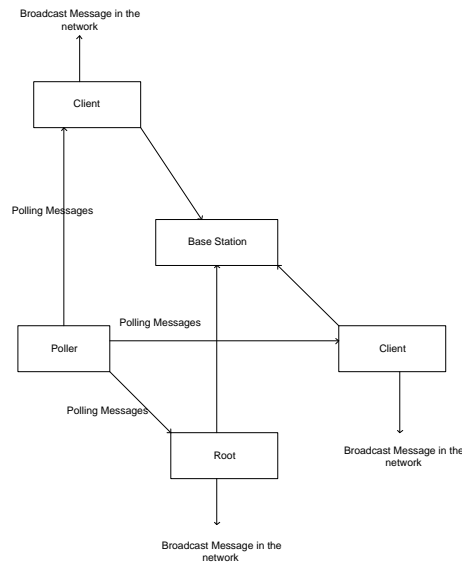 Broadcast Message in the
network
Client
Polling Messages
Base Station
Polling Messages
Poller
Client
Polling Messages
Root
Broadcast Message in the
network
Broadcast Message in the
network